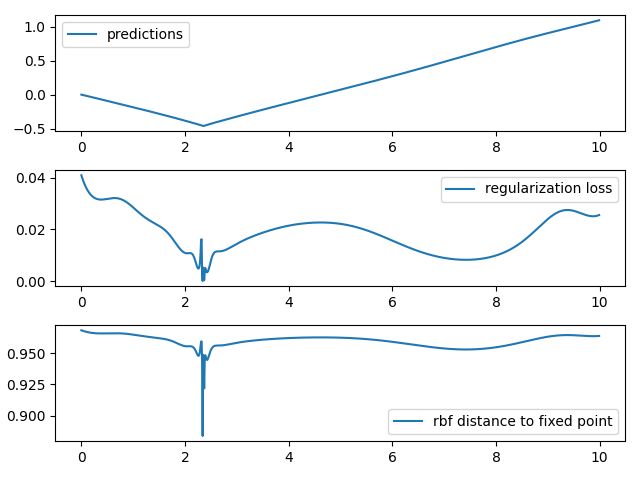 1.0
0.5
0.0
−0.5
predictions
0 2 4 6 8 10
0.04
0.02
0.00
regularization loss
0 2 4 6 8 10
0.950
0.925
0.900
rbf distance to fixed point
0 2 4 6 8 10